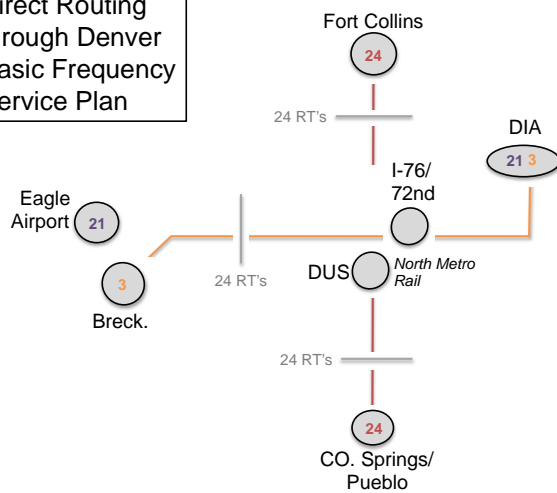 irect Routing
rough Denver
asic Frequency
ervice Plan
Fort Collins
24
24 RT's
DIA
21 3
I-76/
72nd
Eagle
Airport
21
DUS
North Metro
Rail
3
24 RT's
Breck.
24 RT's
24
CO. Springs/
Pueblo